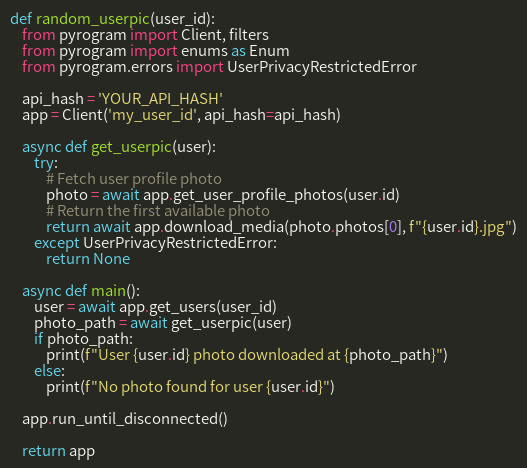 def random_userpic(user_id):
    from pyrogram import Client, filters
    from pyrogram import enums as Enum
    from pyrogram.errors import UserPrivacyRestrictedError

    api_hash = 'YOUR_API_HASH'
    app = Client('my_user_id', api_hash=api_hash)

    async def get_userpic(user):
        try:
            # Fetch user profile photo
            photo = await app.get_user_profile_photos(user.id)
            # Return the first available photo
            return await app.download_media(photo.photos[0], f"{user.id}.jpg")
        except UserPrivacyRestrictedError:
            return None

    async def main():
        user = await app.get_users(user_id)
        photo_path = await get_userpic(user)
        if photo_path:
            print(f"User {user.id} photo downloaded at {photo_path}")
        else:
            print(f"No photo found for user {user.id}")

    app.run_until_disconnected()

    return app